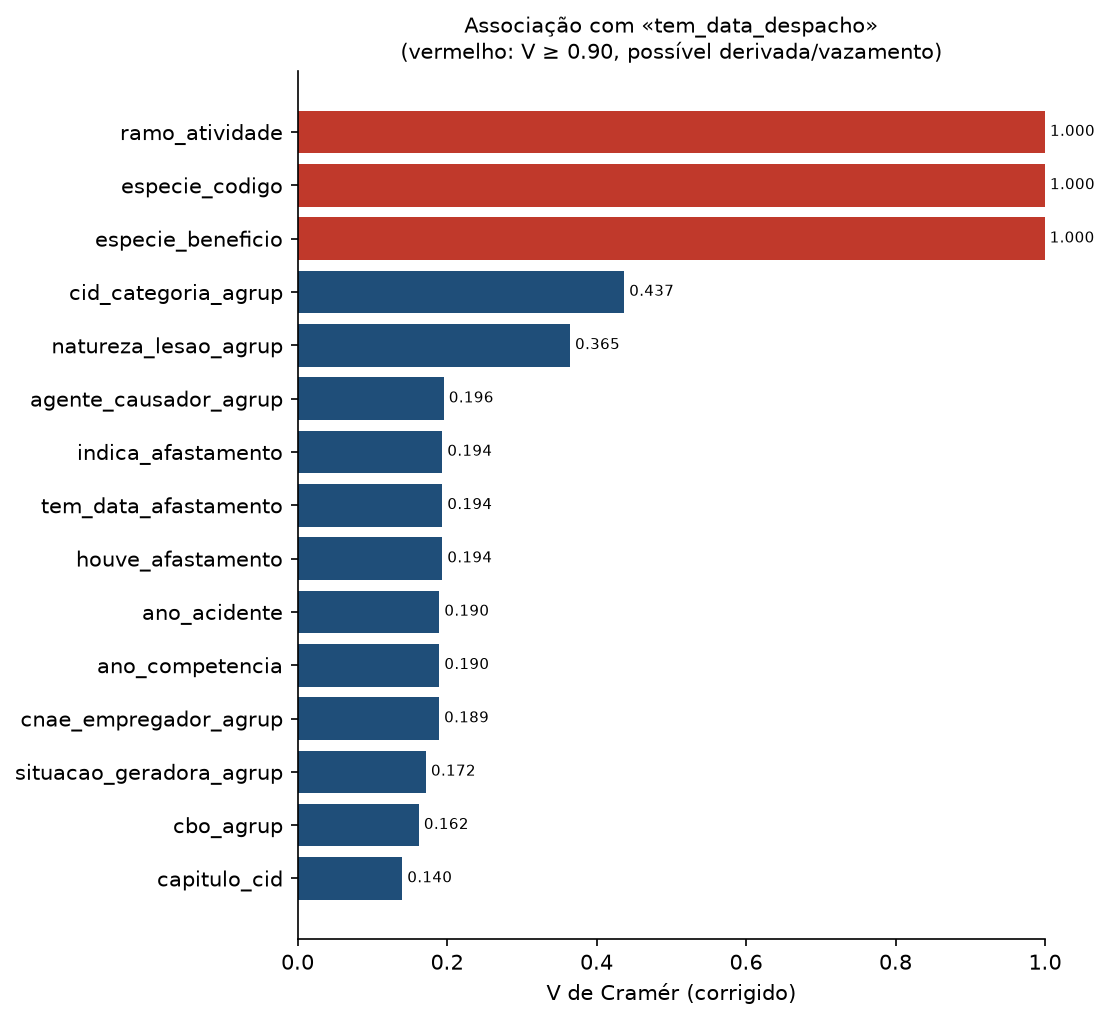 Associação com «tem_data_despacho»
(vermelho: V ≥ 0.90, possível derivada/vazamento)
ramo_atividade 1.000
especie_codigo 1.000
especie_beneficio 1.000
cid_categoria_agrup 0.437
natureza_lesao_agrup 0.365
agente_causador_agrup 0.196
indica_afastamento 0.194
tem_data_afastamento 0.194
houve_afastamento 0.194
ano_acidente 0.190
ano_competencia 0.190
cnae_empregador_agrup 0.189
situacao_geradora_agrup 0.172
cbo_agrup 0.162
capitulo_cid 0.140
0.0 0.2 0.4 0.6 0.8 1.0
V de Cramér (corrigido)